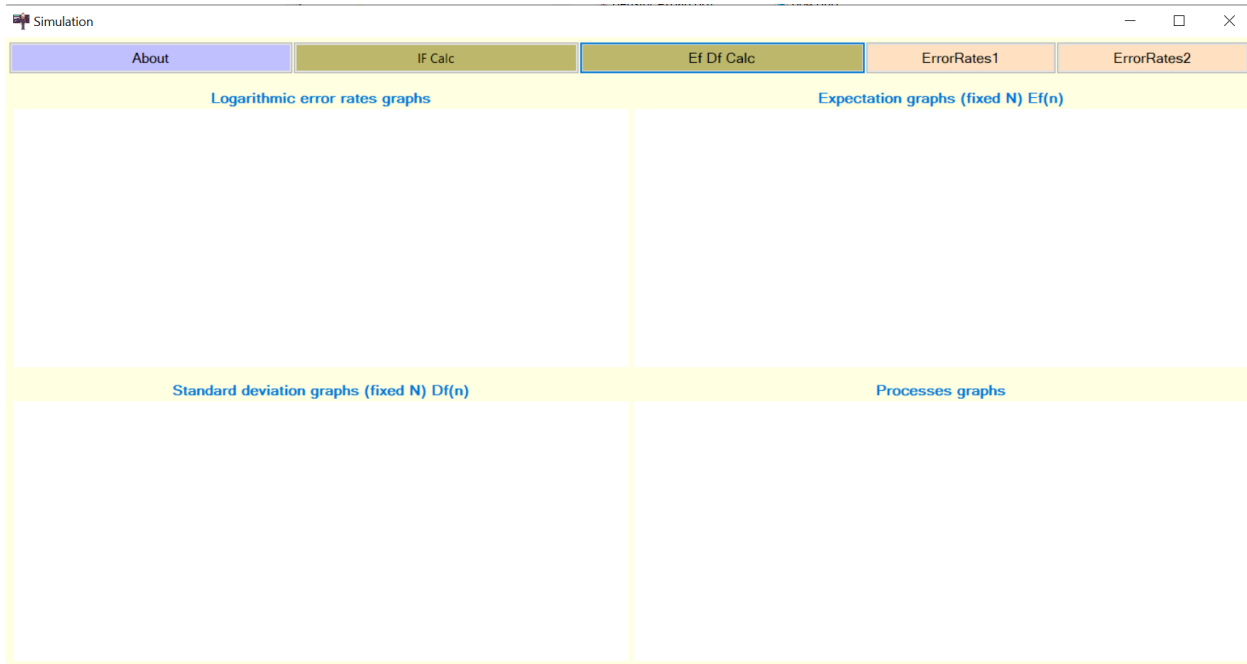 Simulation
About IF Calc Ef Df Calc ErrorRates1 ErrorRates2
Logarithmic error rates graphs
Expectation graphs (fixed N) Ef(n)
Standard deviation graphs (fixed N) Df(n)
Processes graphs